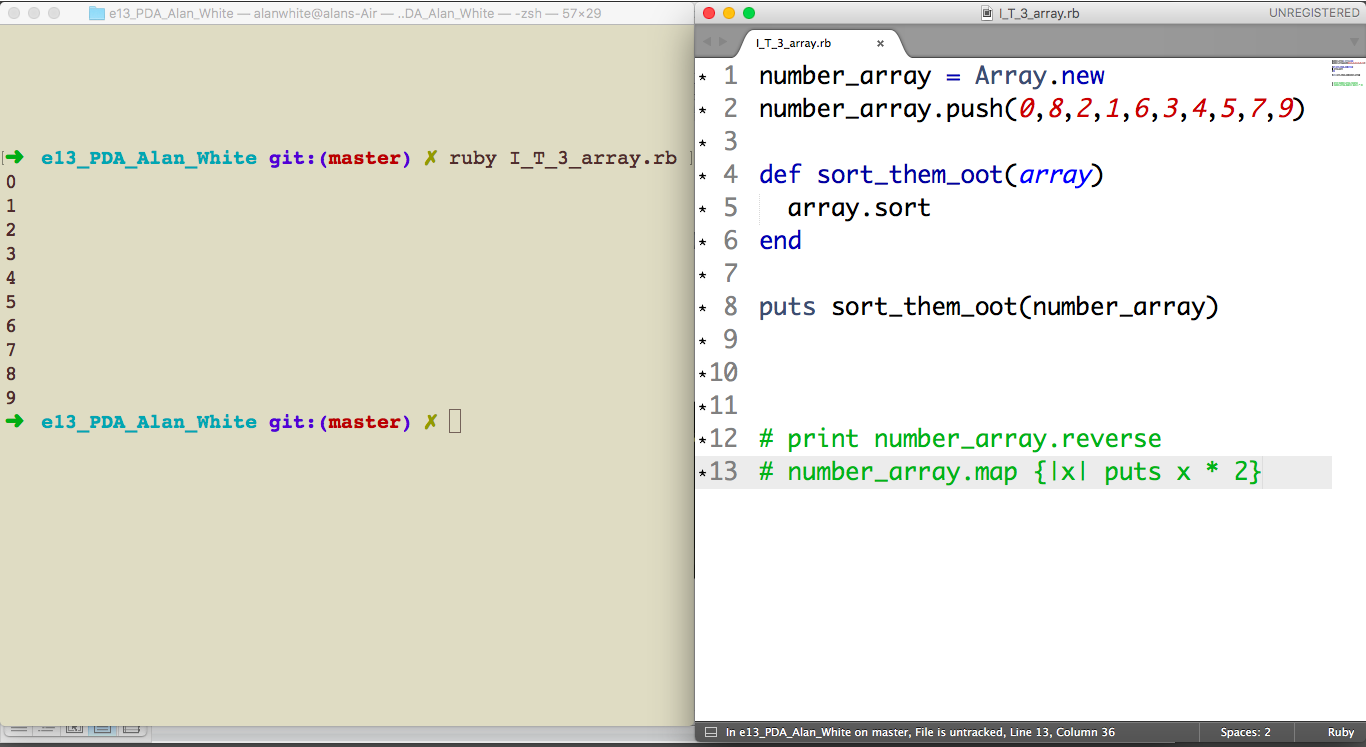 e13_PDA_Alan_White — alanwhite@alans-Air — ..DA_Alan_White — -zsh — 57×29
[➜ e13_PDA_Alan_White git:(master) ✗ ruby I_T_3_array.rb ]
0
1
2
3
4
5
6
7
8
9
➜ e13_PDA_Alan_White git:(master) ✗
I_T_3_array.rb
UNREGISTERED
I_T_3_array.rb ×
* 1 number_array = Array.new
* 2 number_array.push(0,8,2,1,6,3,4,5,7,9)
* 3
* 4 def sort_them_oot(array)
* 5   array.sort
* 6 end
* 7
* 8 puts sort_them_oot(number_array)
* 9
*10
*11
*12 # print number_array.reverse
*13 # number_array.map {|x| puts x * 2}
In e13_PDA_Alan_White on master, File is untracked, Line 13, Column 36
Spaces: 2
Ruby